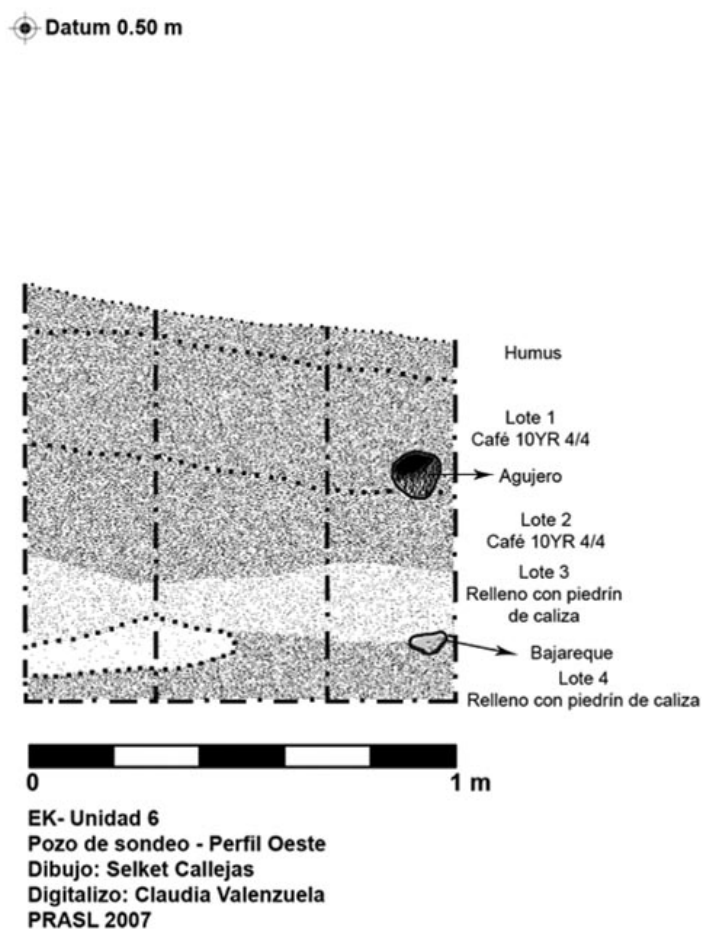 Datum 0.50 m
Humus
Lote 1
Café 10YR 4/4
Agujero
Lote 2
Café 10YR 4/4
Lote 3
Relleno con piedrín
de caliza
Bajareque
Lote 4
Relleno con piedrín de caliza
0
1 m
EK- Unidad 6
Pozo de sondeo - Perfil Oeste
Dibujo: Selket Callejas
Digitalizo: Claudia Valenzuela
PRASL 2007